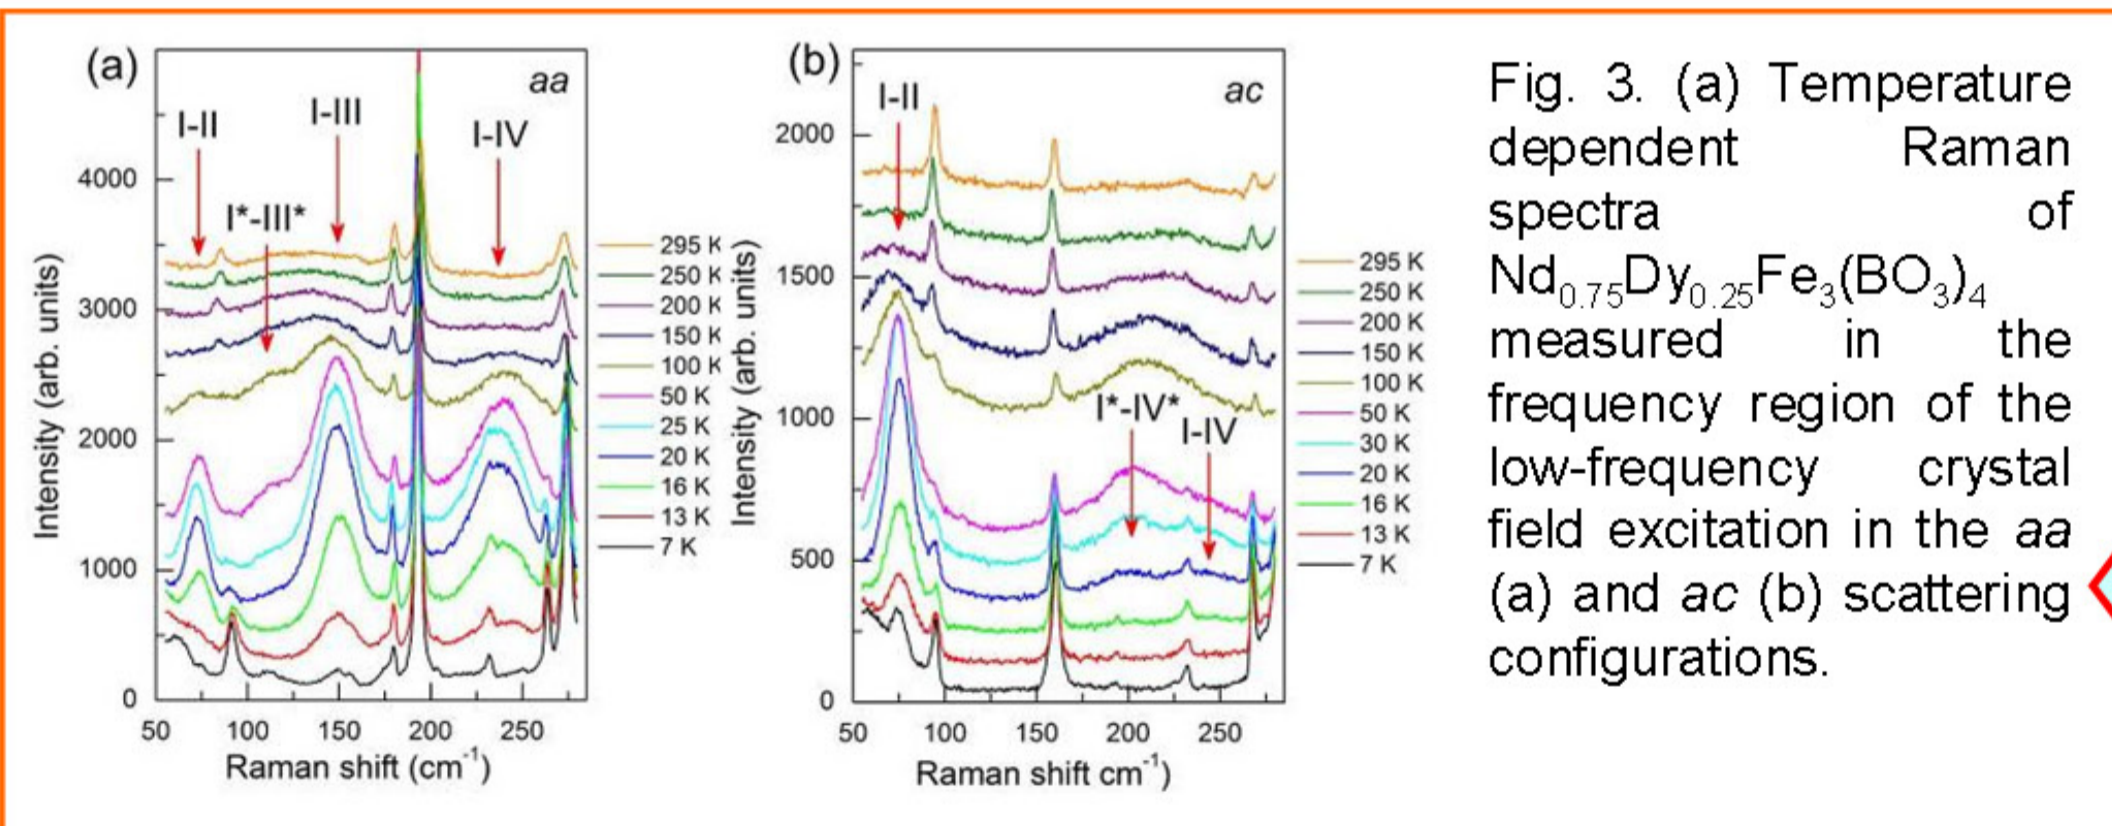 (a)
aa
I-II
I-III
I-IV
I*-III*
4000
3000
2000
1000
0
50 100 150 200 250
Intensity (arb. units)
Raman shift (cm⁻¹)
295 K
250 K
200 K
150 K
100 K
50 K
25 K
20 K
16 K
13 K
7 K
(b)
ac
I-II
I*-IV*
I-IV
2000
1500
1000
500
0
50 100 150 200 250
Intensity (arb. units)
Raman shift cm⁻¹)
295 K
250 K
200 K
150 K
100 K
50 K
30 K
20 K
16 K
13 K
7 K
Fig. 3. (a) Temperature
dependent Raman
spectra of
Nd₀.₇₅Dy₀.₂₅Fe₃(BO₃)₄
measured in the
frequency region of the
low-frequency crystal
field excitation in the aa
(a) and ac (b) scattering
configurations.